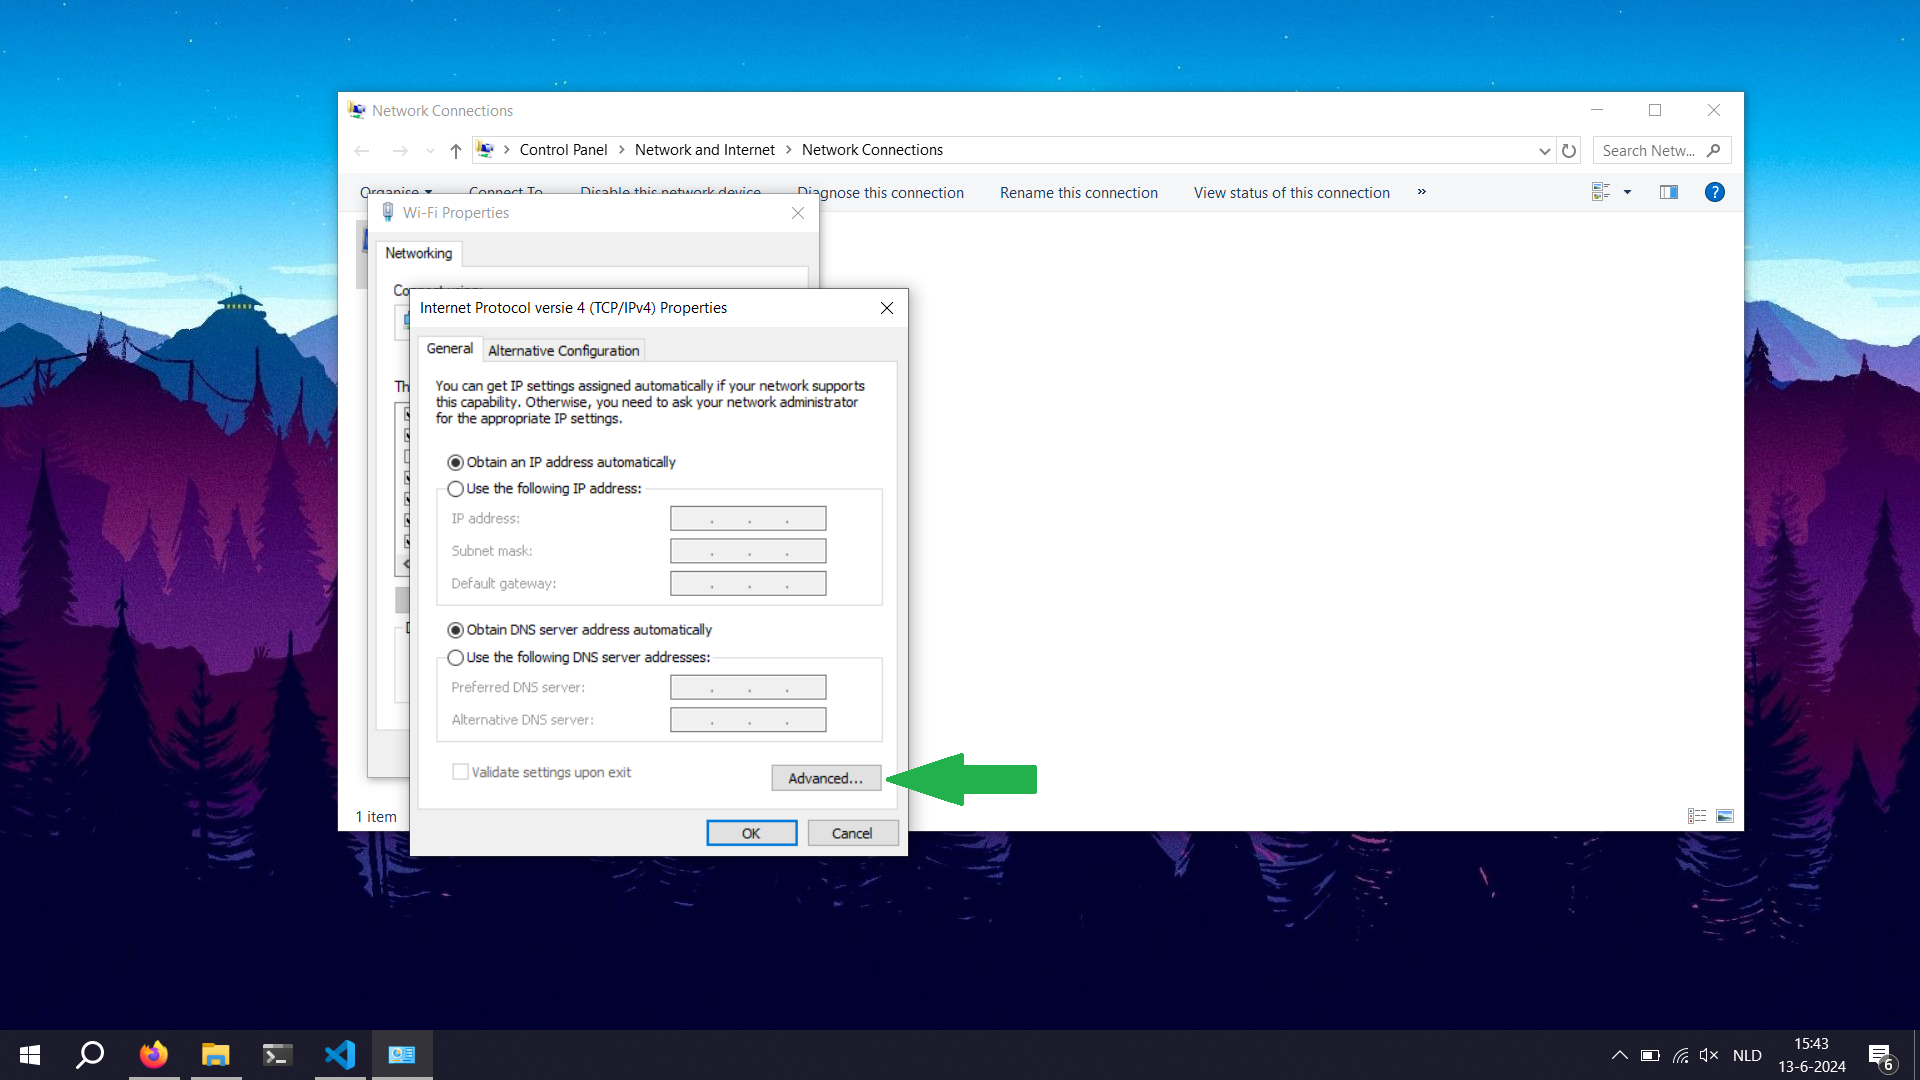 Network Connections
Control Panel > Network and Internet > Network Connections
Search Netw...
Organise Connect To Disable this network device Diagnose this connection Rename this connection View status of this connection »
Wi-Fi Properties
Networking
Internet Protocol versie 4 (TCP/IPv4) Properties
General Alternative Configuration
You can get IP settings assigned automatically if your network supports
this capability. Otherwise, you need to ask your network administrator
for the appropriate IP settings.
Obtain an IP address automatically
Use the following IP address:
IP address:
Subnet mask:
Default gateway:
Obtain DNS server address automatically
Use the following DNS server addresses:
Preferred DNS server:
Alternative DNS server:
Validate settings upon exit
Advanced...
OK Cancel
1 item
NLD
15:43
13-6-2024
6